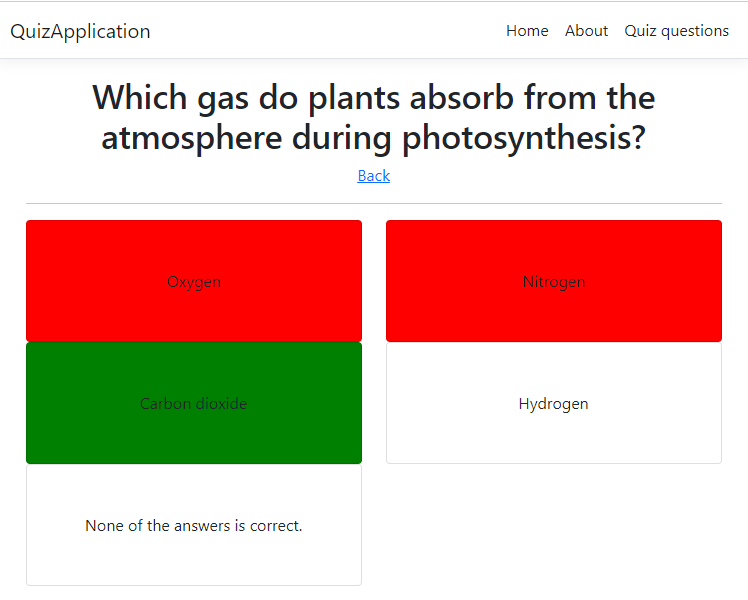 QuizApplication
Home About Quiz questions
Which gas do plants absorb from the
atmosphere during photosynthesis?
Back
Oxygen
Nitrogen
Carbon dioxide
Hydrogen
None of the answers is correct.